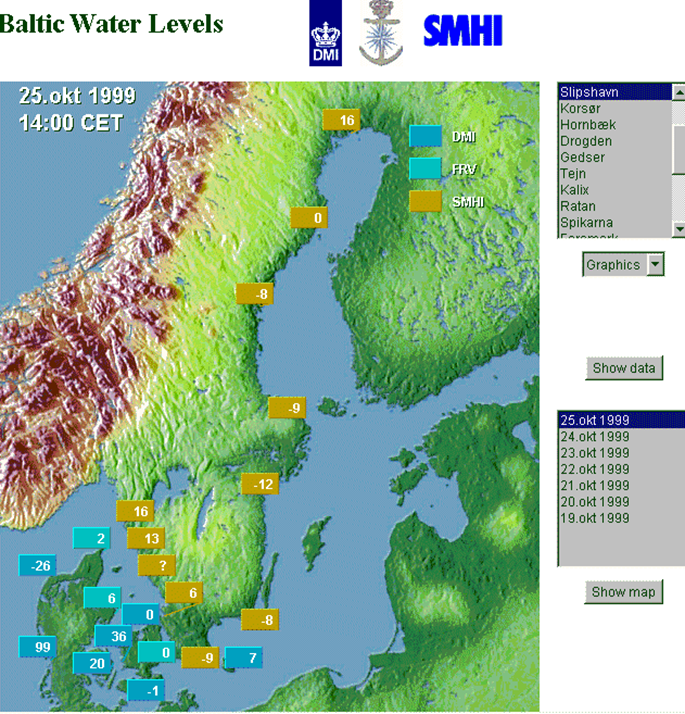 Baltic Water Levels
DMI
SMHI
25.okt 1999
14:00 CET
16
DMI
FRV
SMHI
0
-8
-9
-12
16
2
13
-26
?
6
6
0
-8
36
99
0
20
-9
7
-1
Slipshavn
Korsør
Hornbæk
Drogden
Gedser
Tejn
Kalix
Ratan
Spikarna
Graphics
Show data
25.okt 1999
24.okt 1999
23.okt 1999
22.okt 1999
21.okt 1999
20.okt 1999
19.okt 1999
Show map